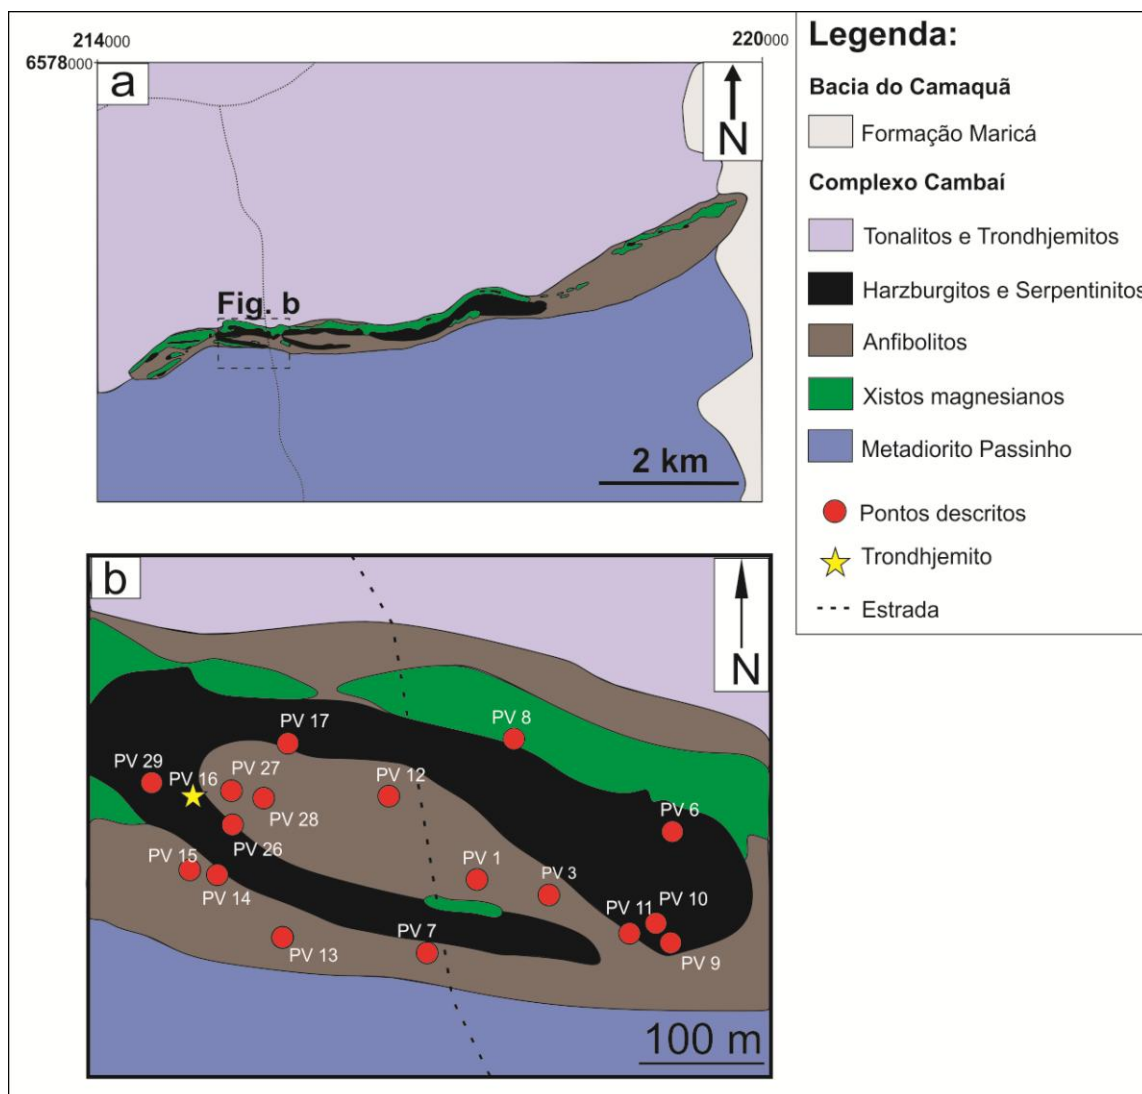 214000
220000
6578000
a
N
Fig. b
2 km
Legenda:
Bacia do Camaquã
Formação Maricá
Complexo Cambaí
Tonalitos e Trondhjemitos
Harzburgitos e Serpentinitos
Anfibolitos
Xistos magnesianos
Metadiorito Passinho
Pontos descritos
Trondhjemito
Estrada
b
N
PV 17
PV 8
PV 29
PV 16
PV 27
PV 12
PV 28
PV 6
PV 26
PV 15
PV 14
PV 1
PV 3
PV 11
PV 10
PV 13
PV 7
PV 9
100 m